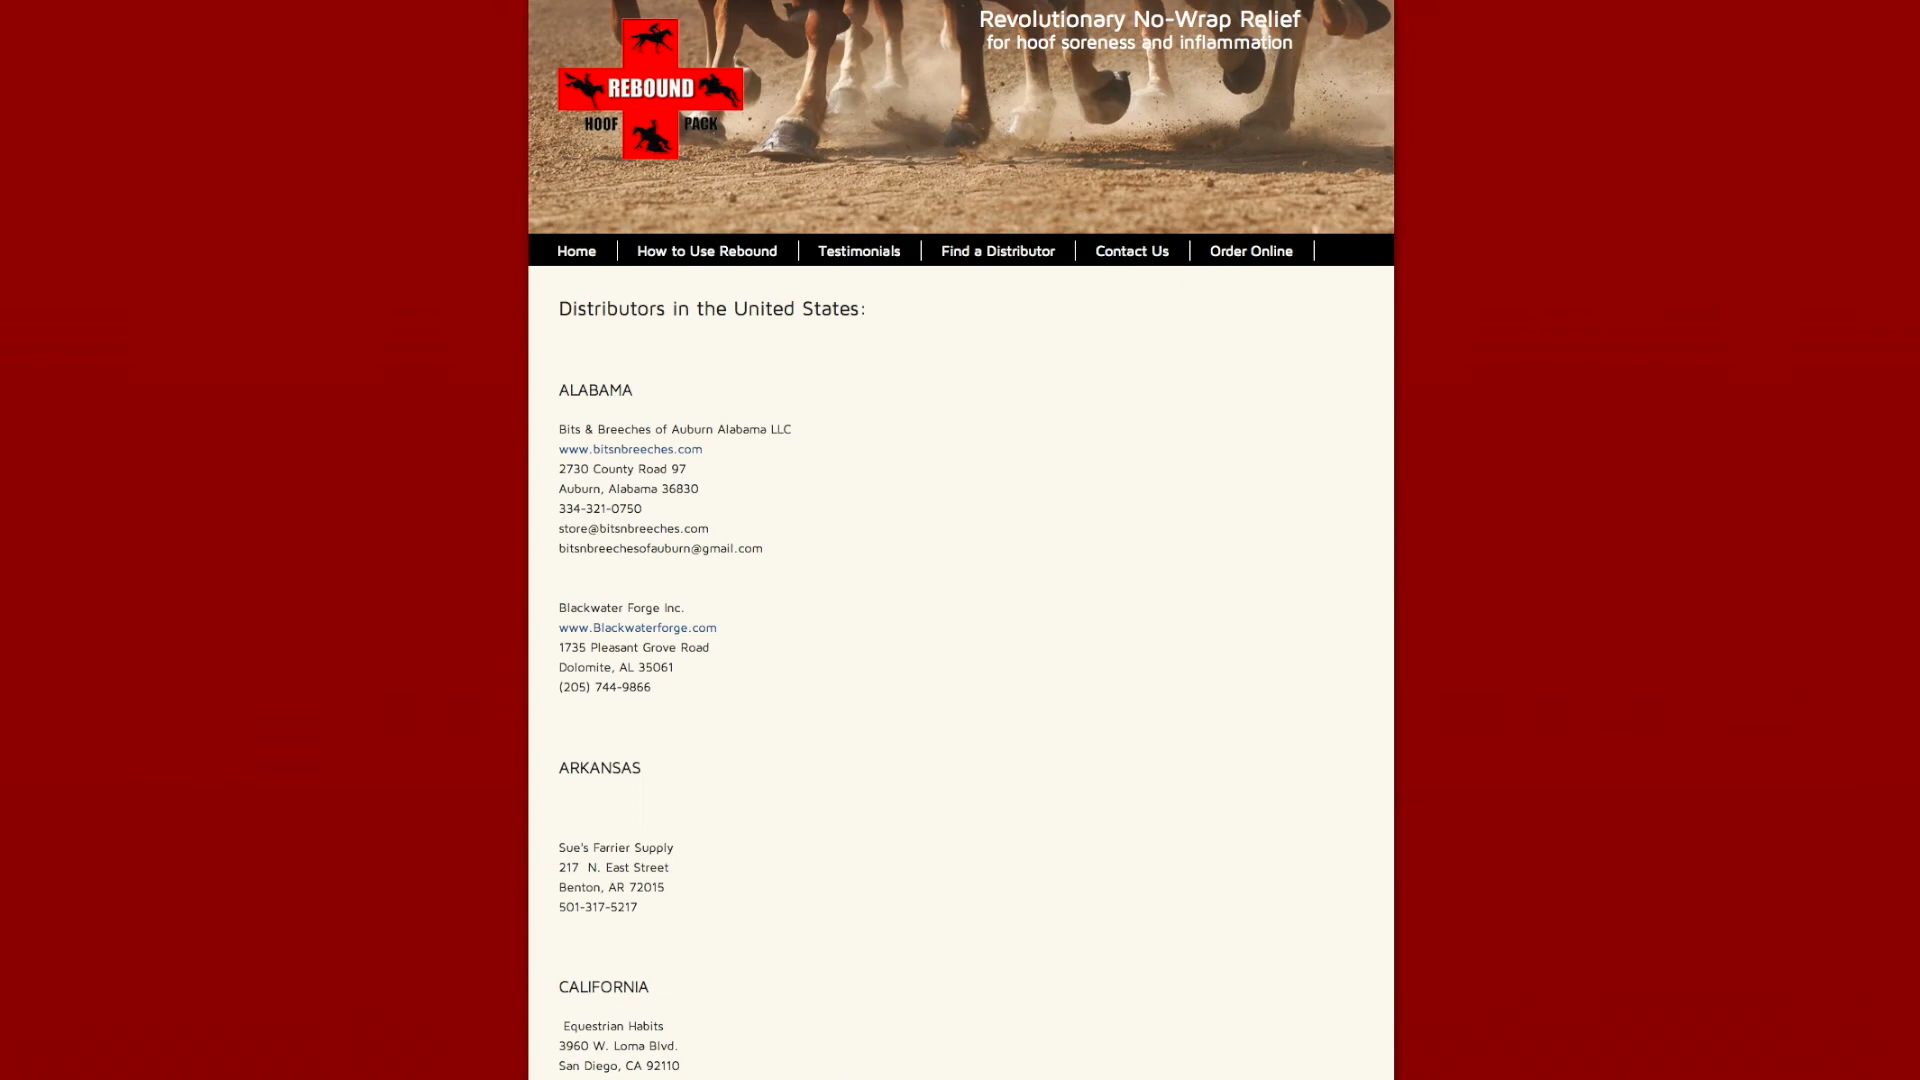 Revolutionary No-Wrap Relief
for hoof soreness and inflammation
REBOUND
HOOF PACK
Home How to Use Rebound Testimonials Find a Distributor Contact Us Order Online
Distributors in the United States:
ALABAMA
Bits & Breeches of Auburn Alabama LLC
www.bitsnbreeches.com
2730 County Road 97
Auburn, Alabama 36830
334-321-0750
store@bitsnbreeches.com
bitsnbreechesofauburn@gmail.com
Blackwater Forge Inc.
www.Blackwaterforge.com
1735 Pleasant Grove Road
Dolomite, AL 35061
(205) 744-9866
ARKANSAS
Sue's Farrier Supply
217 N. East Street
Benton, AR 72015
501-317-5217
CALIFORNIA
Equestrian Habits
3960 W. Loma Blvd.
San Diego, CA 92110